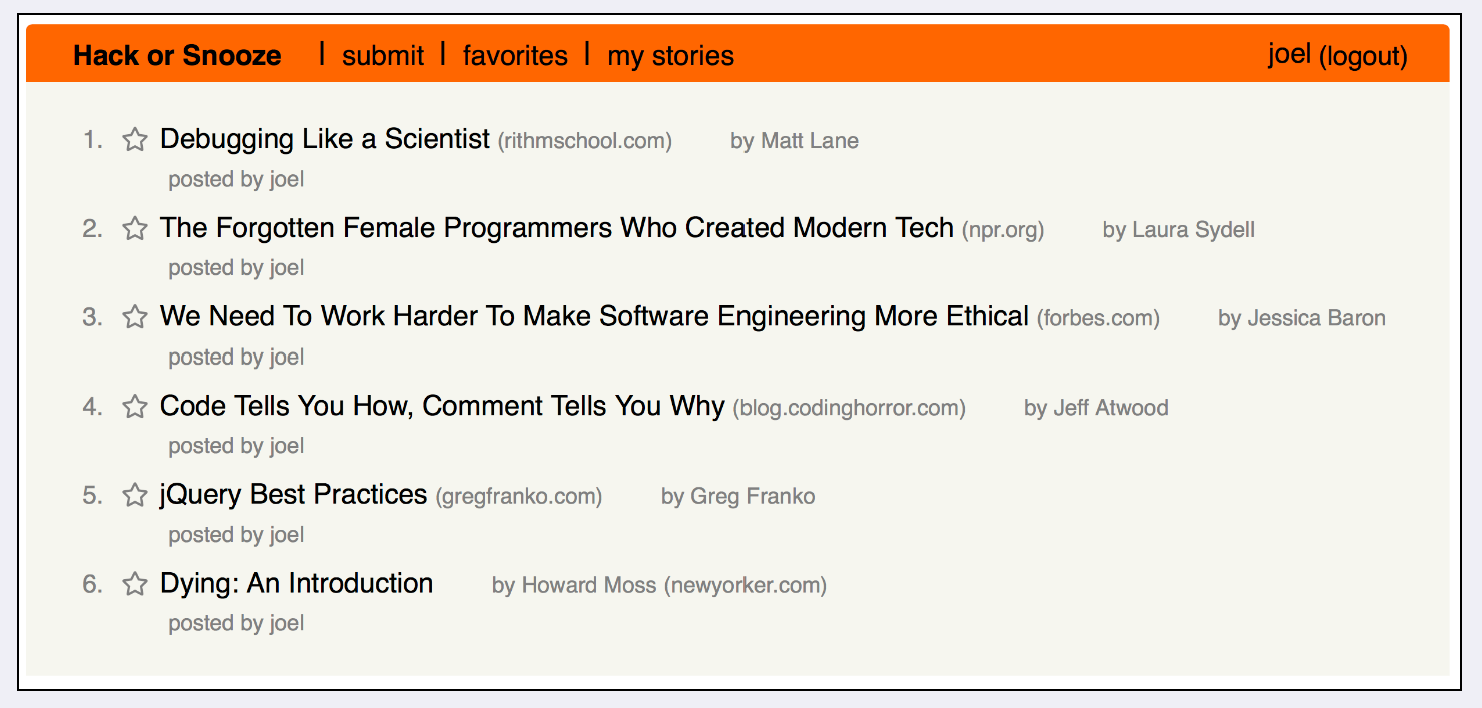 Hack or Snooze | submit | favorites | my stories joel (logout)
1. Debugging Like a Scientist (rithmschool.com) by Matt Lane
posted by joel
2. The Forgotten Female Programmers Who Created Modern Tech (npr.org) by Laura Sydell
posted by joel
3. We Need To Work Harder To Make Software Engineering More Ethical (forbes.com) by Jessica Baron
posted by joel
4. Code Tells You How, Comment Tells You Why (blog.codinghorror.com) by Jeff Atwood
posted by joel
5. jQuery Best Practices (gregfranko.com) by Greg Franko
posted by joel
6. Dying: An Introduction by Howard Moss (newyorker.com)
posted by joel